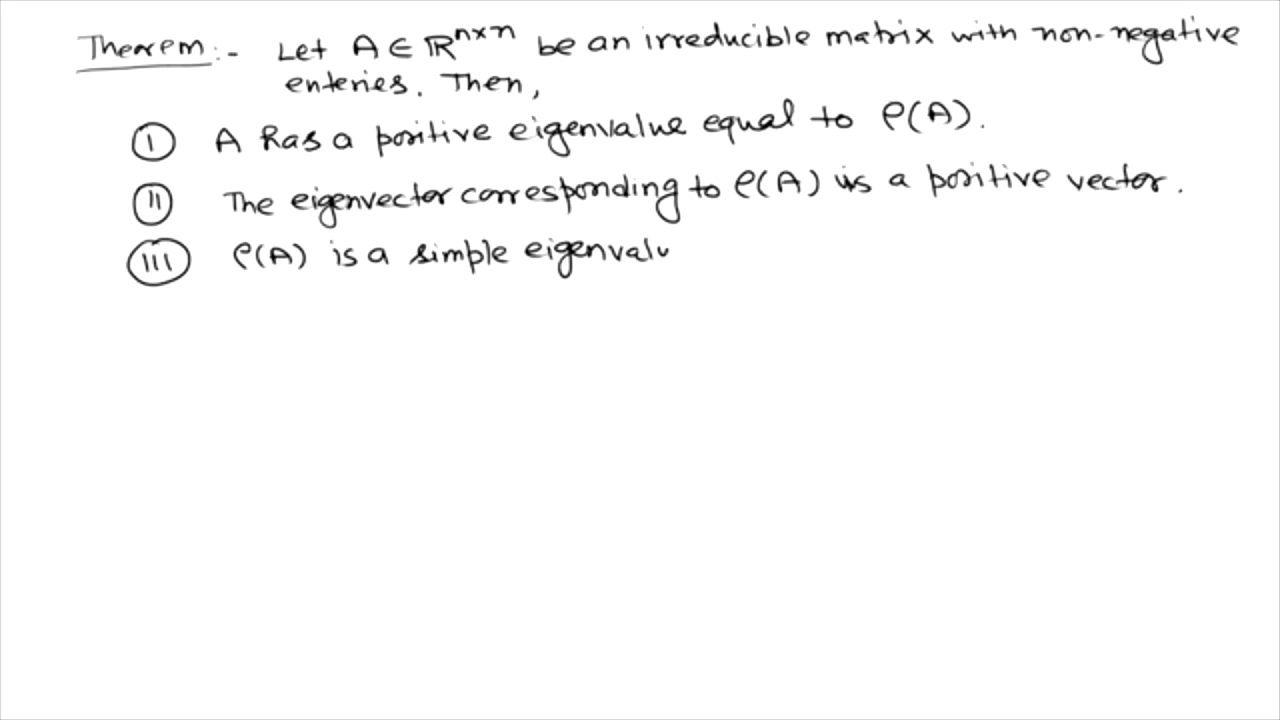 Theorem:- Let A ∈ ℝ^{n×n} be an irreducible matrix with non-negative
enteries. Then,
(I) A has a positive eigenvalue equal to ρ(A).
(II) The eigenvector corresponding to ρ(A) is a positive vector.
(III) ρ(A) is a simple eigenvalu